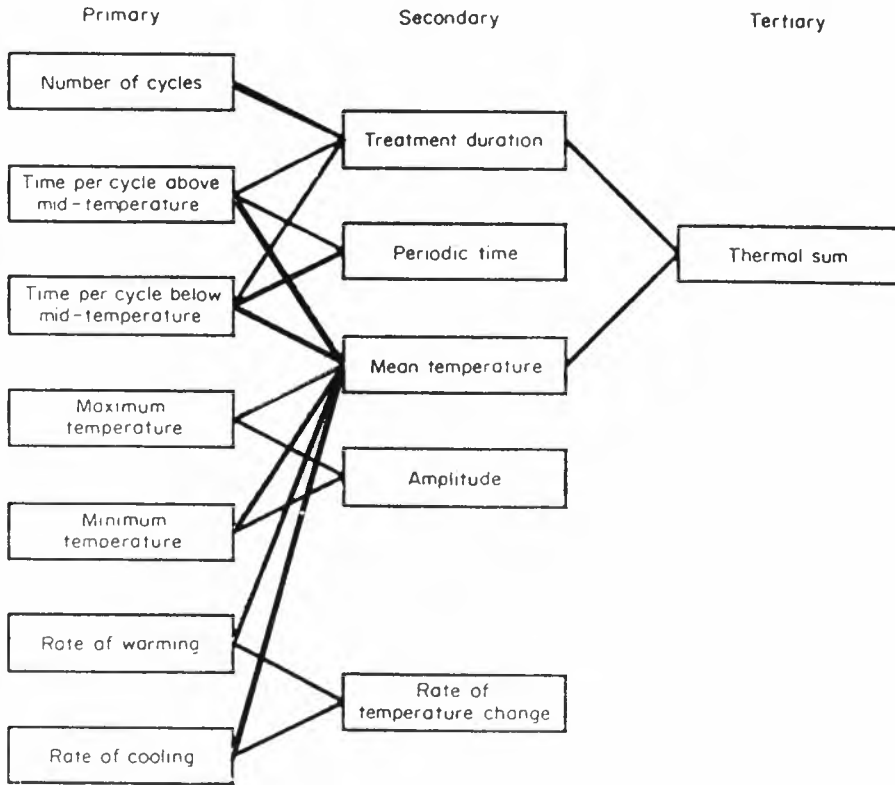 Primary
Secondary
Tertiary
Number of cycles
Time per cycle above
mid-temperature
Time per cycle below
mid-temperature
Maximum
temperature
Minimum
temperature
Rate of warming
Rate of cooling
Treatment duration
Periodic time
Mean temperature
Amplitude
Rate of
temperature change
Thermal sum